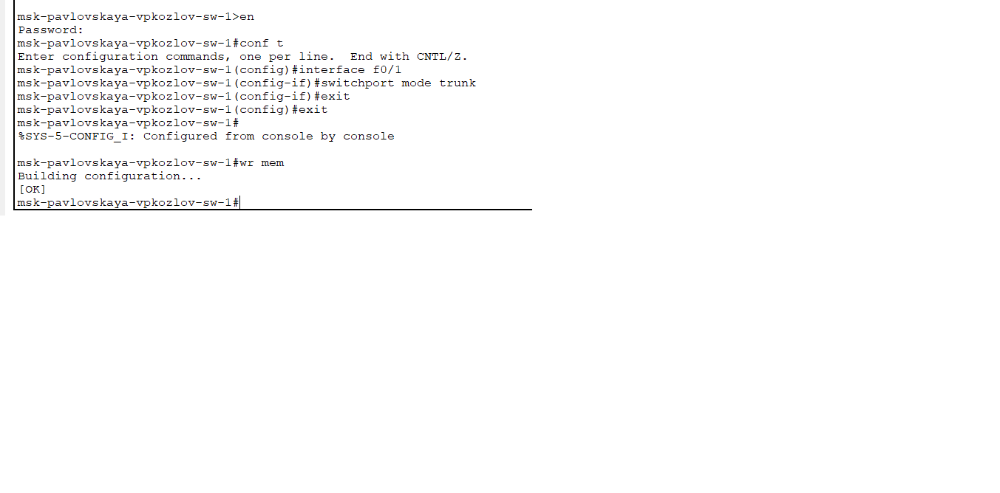 msk-pavlovskaya-vpkozlov-sw-1>en
Password:
msk-pavlovskaya-vpkozlov-sw-1#conf t
Enter configuration commands, one per line.  End with CNTL/Z.
msk-pavlovskaya-vpkozlov-sw-1(config)#interface f0/1
msk-pavlovskaya-vpkozlov-sw-1(config-if)#switchport mode trunk
msk-pavlovskaya-vpkozlov-sw-1(config-if)#exit
msk-pavlovskaya-vpkozlov-sw-1(config)#exit
msk-pavlovskaya-vpkozlov-sw-1#
%SYS-5-CONFIG_I: Configured from console by console
msk-pavlovskaya-vpkozlov-sw-1#wr mem
Building configuration...
[OK]
msk-pavlovskaya-vpkozlov-sw-1#